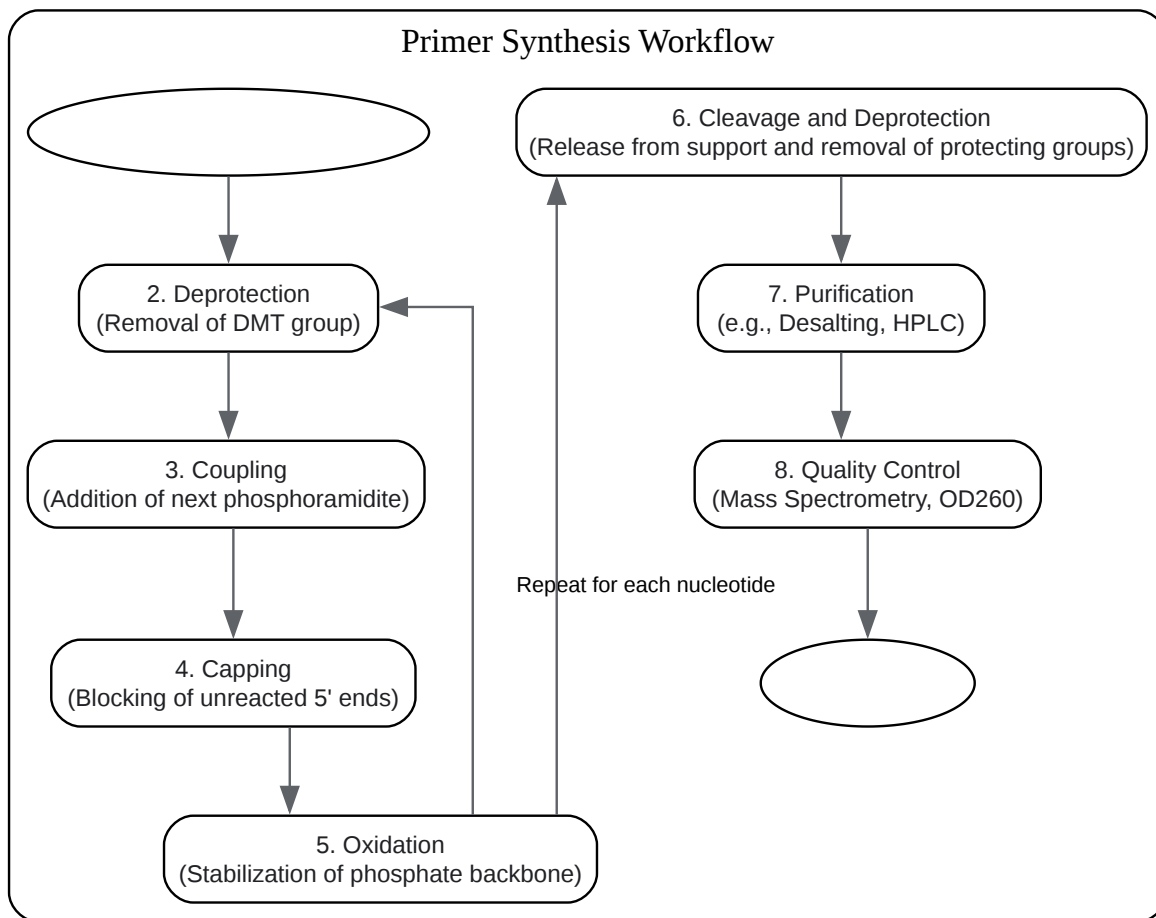 Primer Synthesis Workflow
2. Deprotection
(Removal of DMT group)
3. Coupling
(Addition of next phosphoramidite)
4. Capping
(Blocking of unreacted 5' ends)
5. Oxidation
(Stabilization of phosphate backbone)
Repeat for each nucleotide
6. Cleavage and Deprotection
(Release from support and removal of protecting groups)
7. Purification
(e.g., Desalting, HPLC)
8. Quality Control
(Mass Spectrometry, OD260)